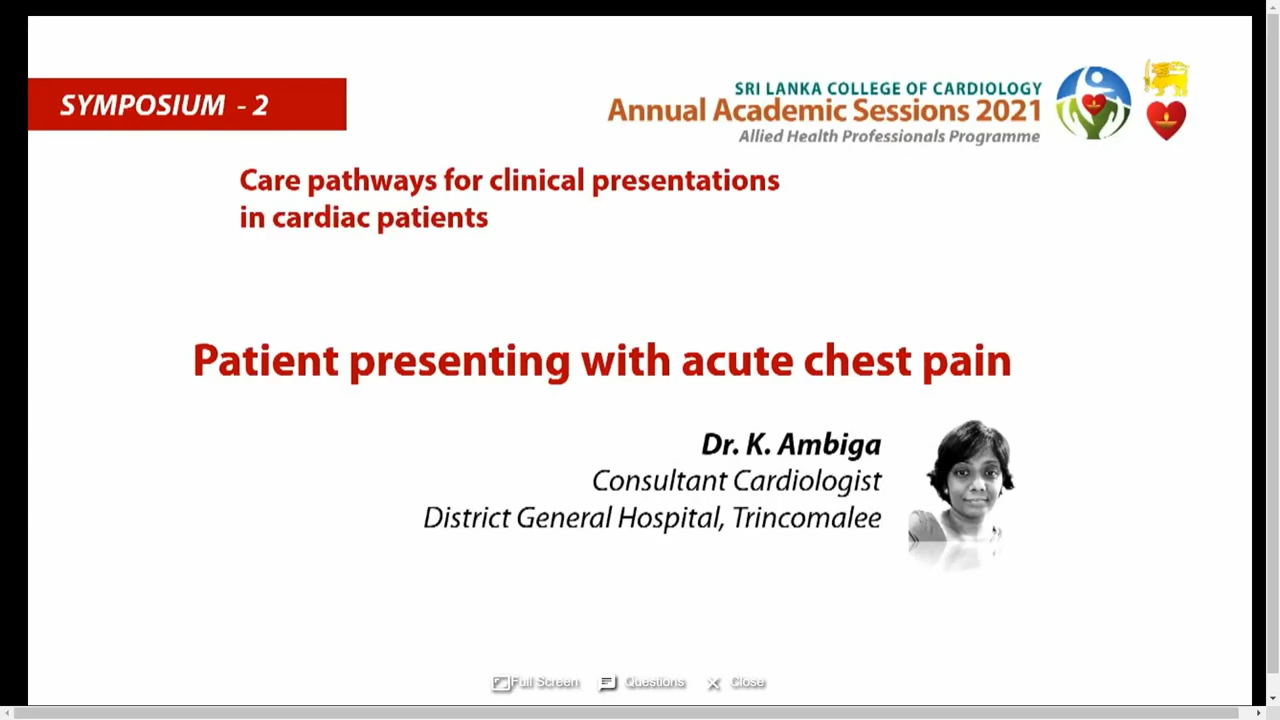 SYMPOSIUM - 2
SRI LANKA COLLEGE OF CARDIOLOGY
Annual Academic Sessions 2021
Allied Health Professionals Programme
Care pathways for clinical presentations
in cardiac patients
Patient presenting with acute chest pain
Dr. K. Ambiga
Consultant Cardiologist
District General Hospital, Trincomalee
Full Screen Questions Close